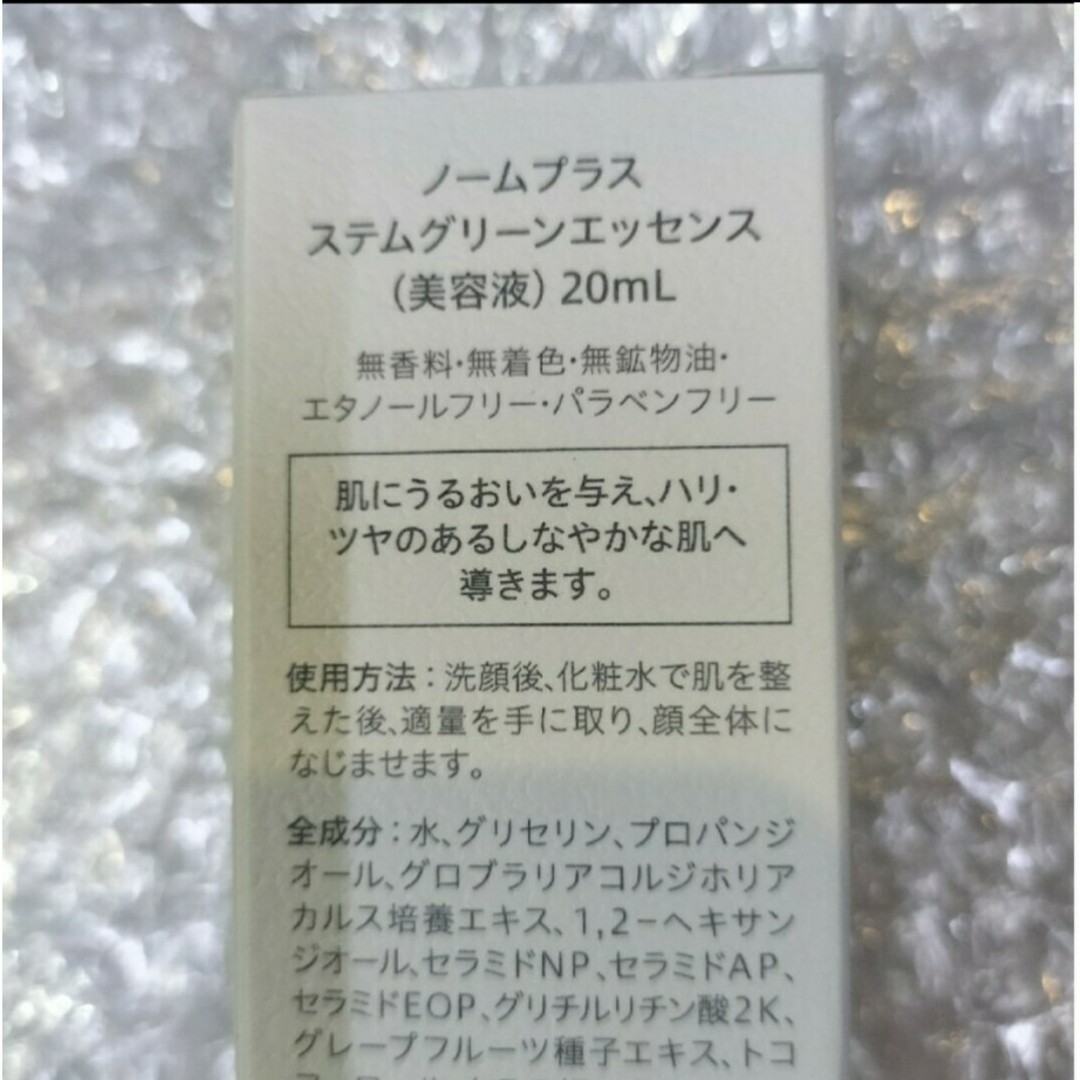 ノームプラス
ステムグリーンエッセンス
(美容液) 20mL
無香料・無着色・無鉱物油・
エタノールフリー・パラベンフリー
肌にうるおいを与え、ハリ・
ツヤのあるしなやかな肌へ
導きます。
使用方法：洗顔後、化粧水で肌を整
えた後、適量を手に取り、顔全体に
なじませます。
全成分：水、グリセリン、プロパンジ
オール、グロブラリアコルジホリア
カルス培養エキス、1,2-ヘキサン
ジオール、セラミドNP、セラミドAP、
セラミドEOP、グリチルリチン酸2K、
グレープフルーツ種子エキス、トコ